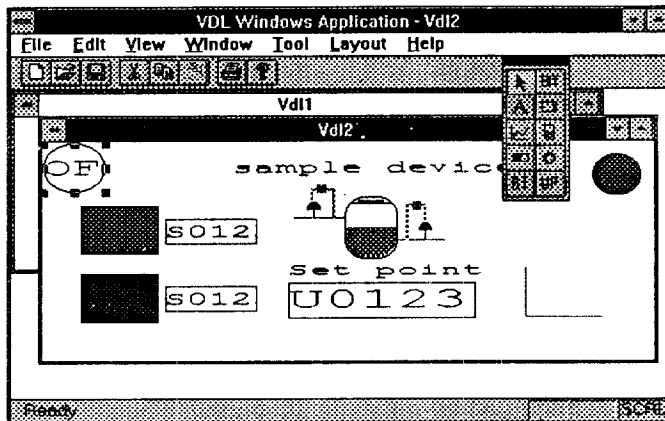 VDL Windows Application - Vdl2
File Edit View Window Tool Layout Help
Vdl1
Vdl2
OF
sample device
S012
Set point
S012
U0123
Ready